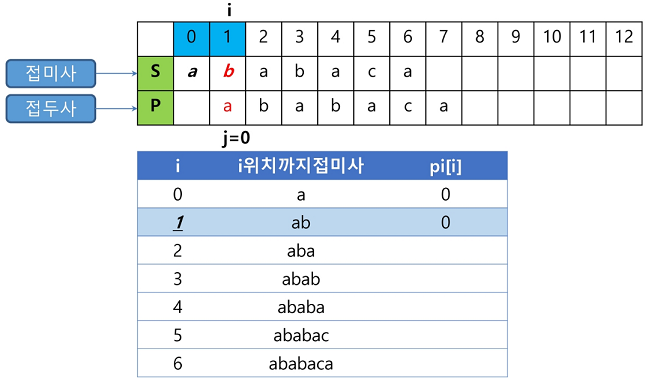 i
0 1 2 3 4 5 6 7 8 9 10 11 12
접미사 S a b a b a c a
접두사 P a b a b a c a
j=0
i i위치까지접미사 pi[i]
0 a 0
1 ab 0
2 aba
3 abab
4 ababa
5 ababac
6 ababaca